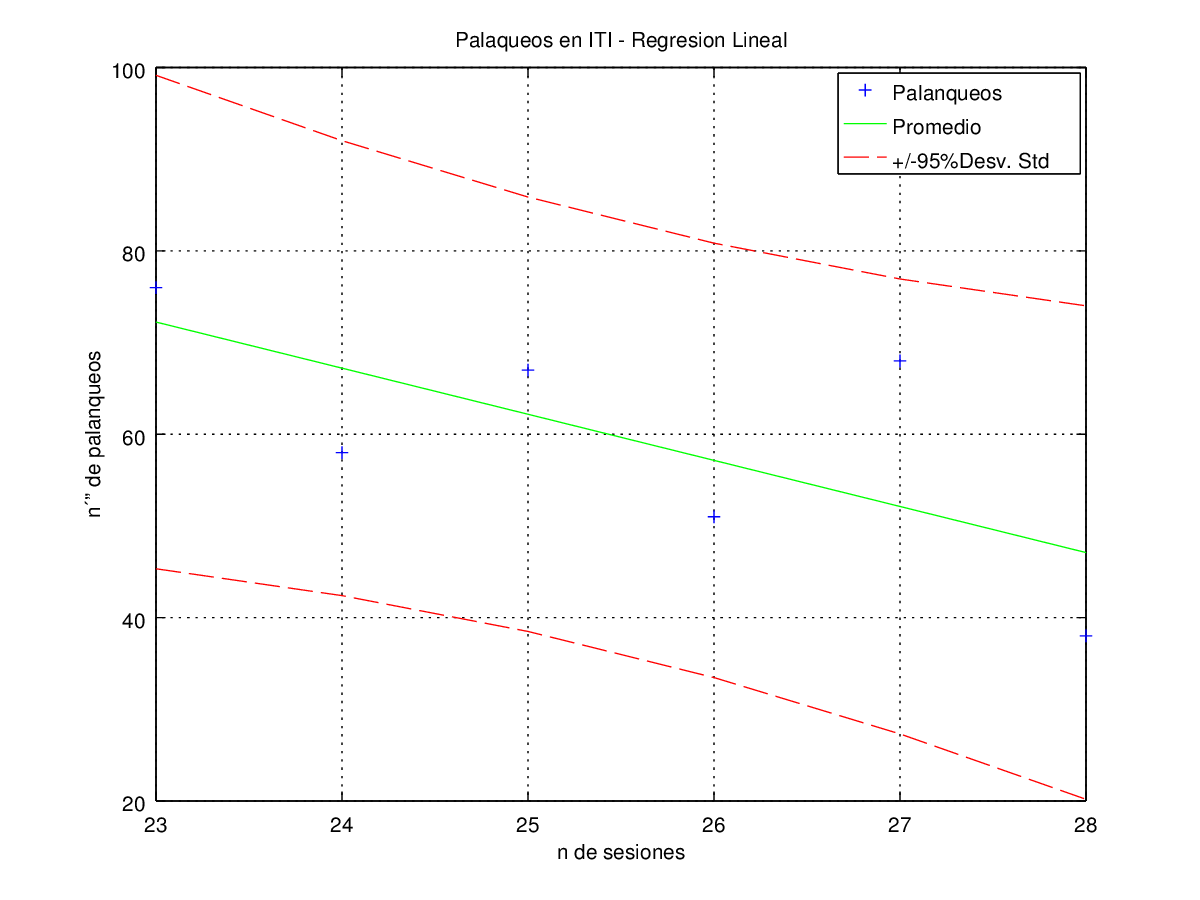 Palaqueos en ITI - Regresion Lineal
100
80
60
40
20
n´" de palanqueos
Palanqueos
Promedio
+/-95%Desv. Std
23 24 25 26 27 28
n de sesiones